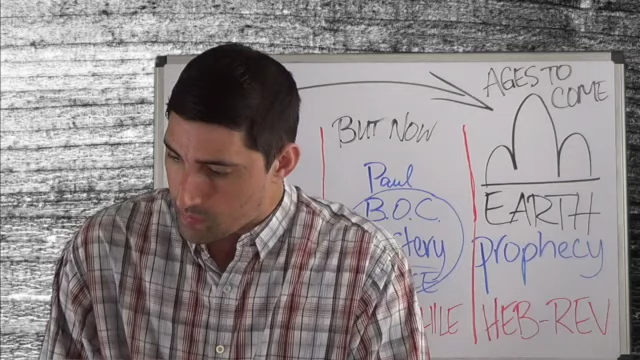 BUT NOW
Paul
B.O.C.
AGES TO
COME
EARTH
prophecy
HEB-REV